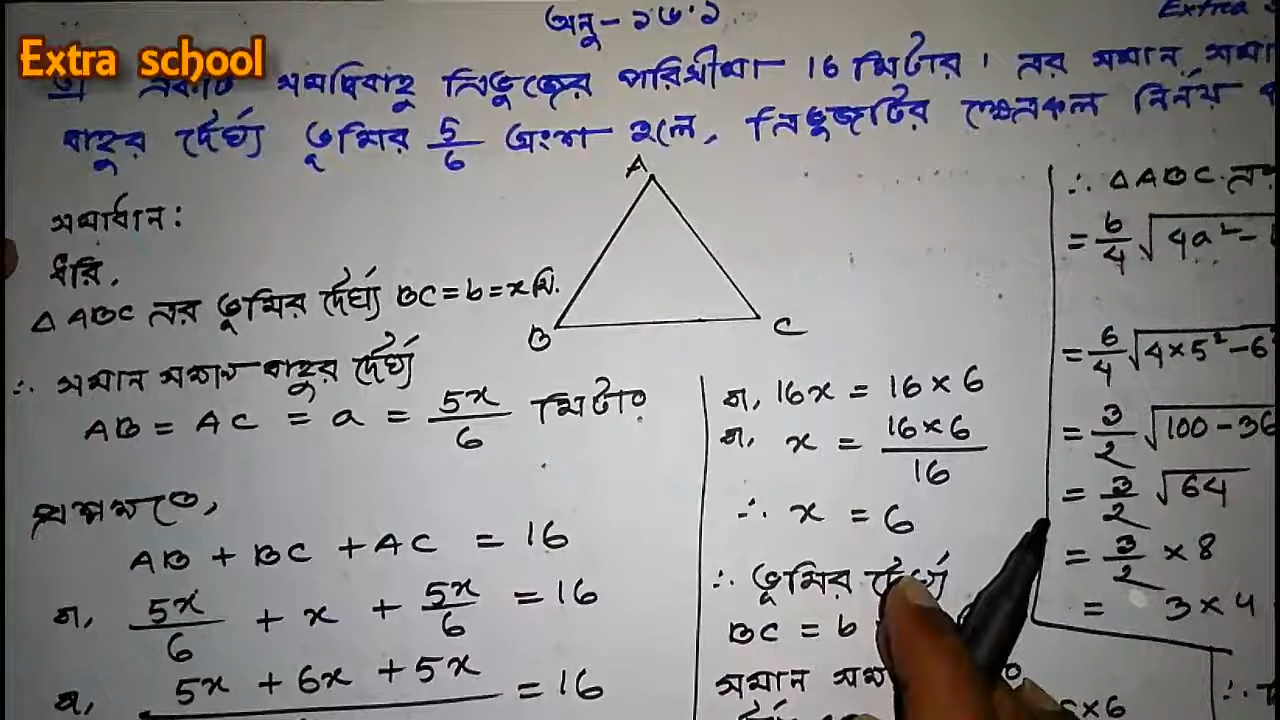 অনু - ১৬.১
Extra
Extra school
সমদ্বিবাহু ত্রিভুজের পরিসীমা 16 মিটার। এর সমান সমা
বাহুর দৈর্ঘ্য ভূমির 5/6 অংশ হলে, ত্রিভুজটির ক্ষেত্রফল নির্ণয়
A
B
C
সমাধান:
ধরি,
△ ABC এর ভূমির দৈর্ঘ্য BC = b = x মি.
∴ সমান সমান বাহুর দৈর্ঘ্য
AB = AC = a = 5x/6 মিটার
প্রশ্নমতে,
AB + BC + AC = 16
বা, 5x/6 + x + 5x/6 = 16
বা, 5x + 6x + 5x = 16
বা, 16x = 16 × 6
বা, x = 16×6/16
∴ x = 6
∴ ভূমির দৈর্ঘ্য
BC = b
সমান
×6
∴ △ABC এর
= b/4 √4a² -
= 6/4 √4×5² - 6
= 3/2 √100 - 36
= 3/2 √64
= 3/2 × 8
= 3 × 4
∴